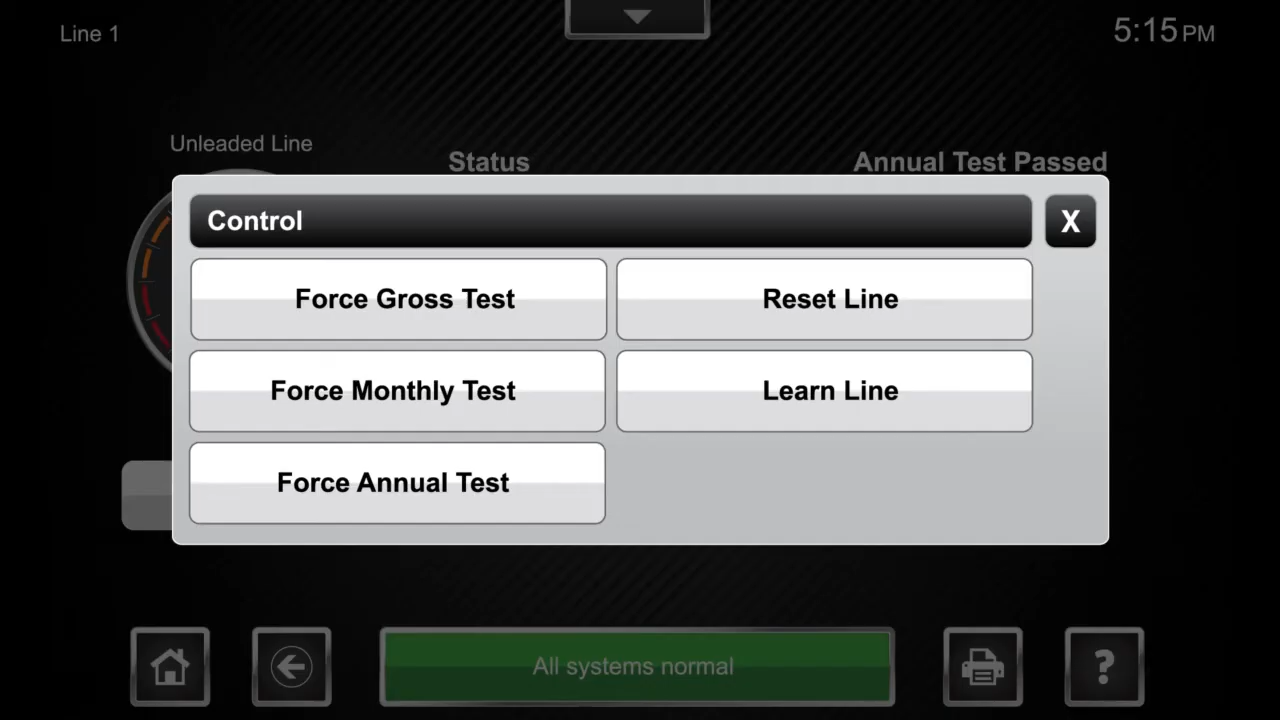 Line 1
5:15 PM
Unleaded Line
Status
Annual Test Passed
Control
X
Force Gross Test
Reset Line
Force Monthly Test
Learn Line
Force Annual Test
All systems normal
?